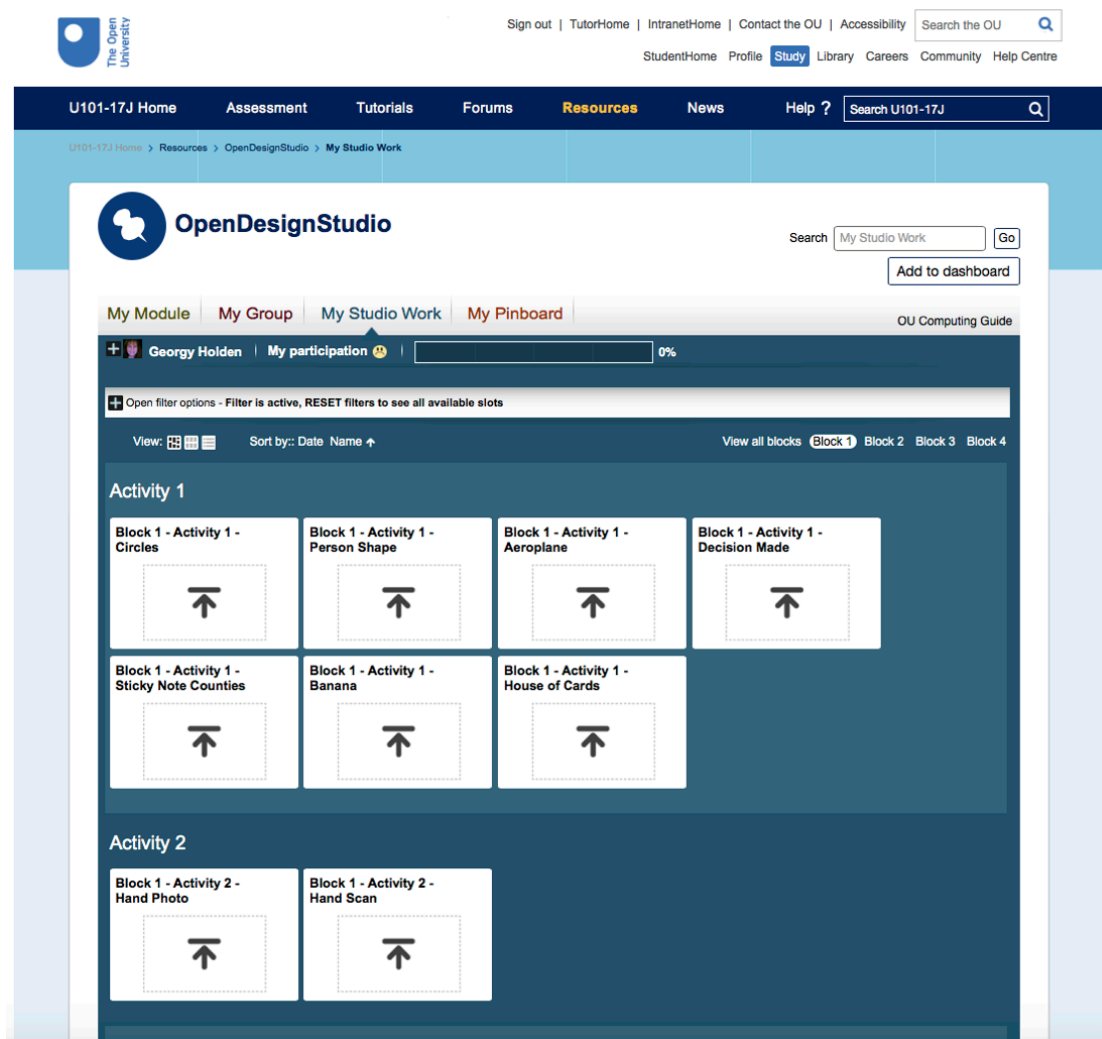 The Open
University
Sign out | TutorHome | IntranetHome | Contact the OU | Accessibility
Search the OU
StudentHome Profile Study Library Careers Community Help Centre
U101-17J Home Assessment Tutorials Forums Resources News Help ? Search U101-17J
U101-17J Home > Resources > OpenDesignStudio > My Studio Work
OpenDesignStudio
Search My Studio Work Go
Add to dashboard
My Module My Group My Studio Work My Pinboard
OU Computing Guide
Georgy Holden | My participation | 0%
Open filter options - Filter is active, RESET filters to see all available slots
View: Sort by:: Date Name View all blocks Block 1 Block 2 Block 3 Block 4
Activity 1
Block 1 - Activity 1 -
Circles
Block 1 - Activity 1 -
Person Shape
Block 1 - Activity 1 -
Aeroplane
Block 1 - Activity 1 -
Decision Made
Block 1 - Activity 1 -
Sticky Note Counties
Block 1 - Activity 1 -
Banana
Block 1 - Activity 1 -
House of Cards
Activity 2
Block 1 - Activity 2 -
Hand Photo
Block 1 - Activity 2 -
Hand Scan